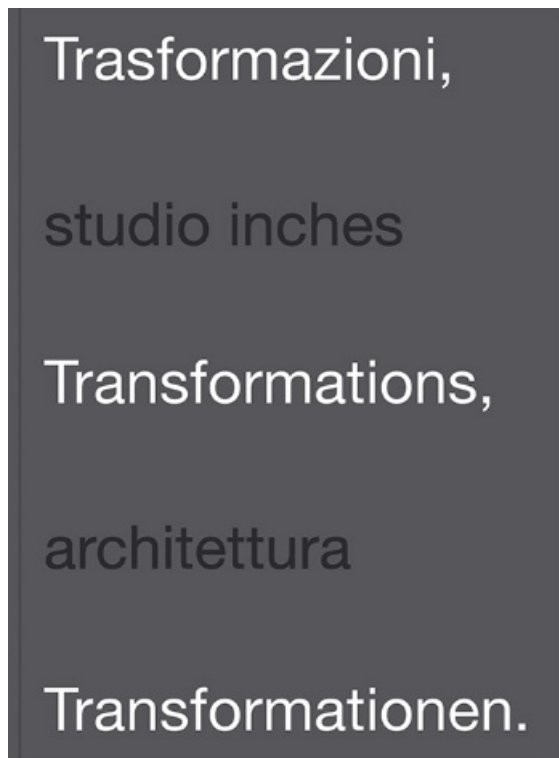 Trasformazioni,
studio inches
Transformations,
architettura
Transformationen.